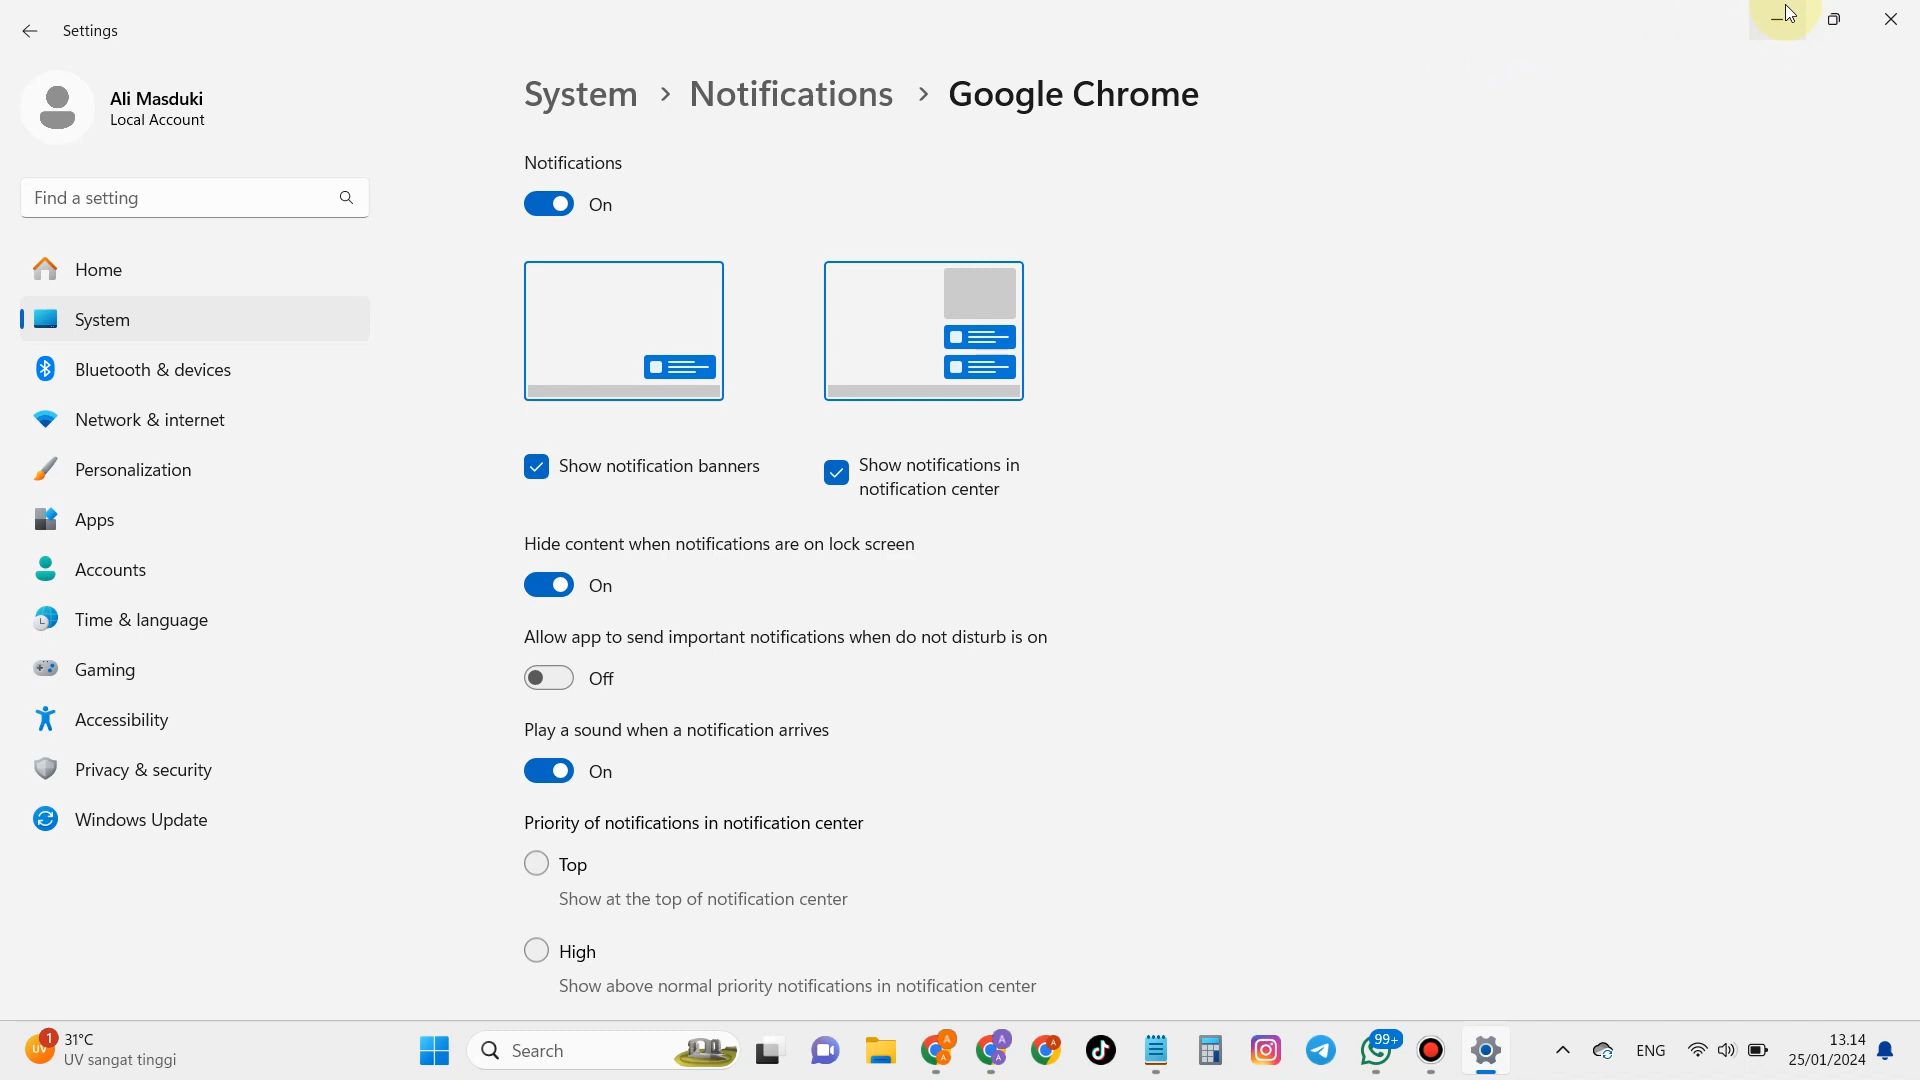 Settings
Ali Masduki
Local Account
Find a setting
Home
System
Bluetooth & devices
Network & internet
Personalization
Apps
Accounts
Time & language
Gaming
Accessibility
Privacy & security
Windows Update
System > Notifications > Google Chrome
Notifications
On
Show notification banners
Show notifications in
notification center
Hide content when notifications are on lock screen
On
Allow app to send important notifications when do not disturb is on
Off
Play a sound when a notification arrives
On
Priority of notifications in notification center
Top
Show at the top of notification center
High
Show above normal priority notifications in notification center
UV
1
31°C
UV sangat tinggi
Search
A
A
A
A
A
99+
ENG
13.14
25/01/2024